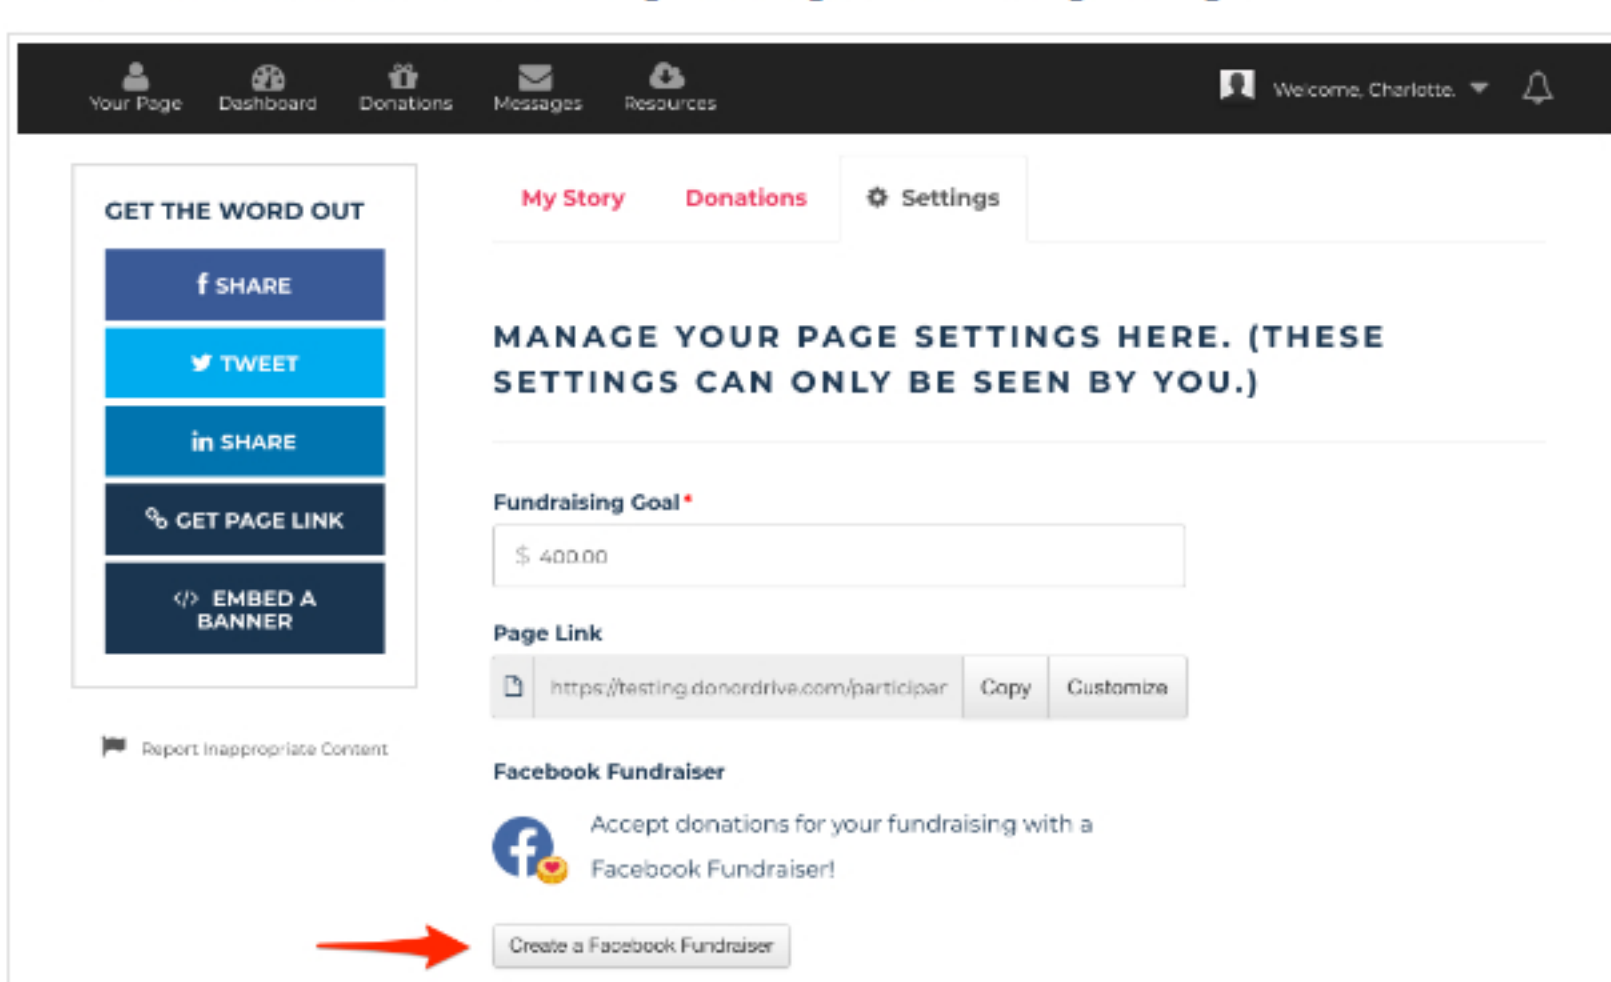 Your Page
Dashboard
Donations
Messages
Resources
Welcome, Charlotte.
GET THE WORD OUT
f SHARE
TWEET
in SHARE
GET PAGE LINK
</> EMBED A
BANNER
Report Inappropriate Content
My Story
Donations
Settings
MANAGE YOUR PAGE SETTINGS HERE. (THESE
SETTINGS CAN ONLY BE SEEN BY YOU.)
Fundraising Goal*
$ 400.00
Page Link
https://testing.donordrive.com/participar
Copy
Customize
Facebook Fundraiser
Accept donations for your fundraising with a
Facebook Fundraiser!
Create a Facebook Fundraiser